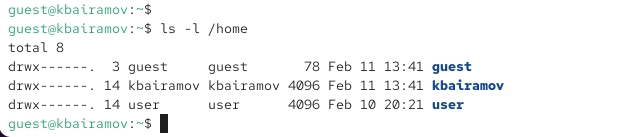 guest@kbairamov:~$
guest@kbairamov:~$ ls -l /home
total 8
drwx------.  3 guest     guest       78 Feb 11 13:41 guest
drwx------. 14 kbairamov kbairamov 4096 Feb 11 13:41 kbairamov
drwx------. 14 user      user      4096 Feb 10 20:21 user
guest@kbairamov:~$